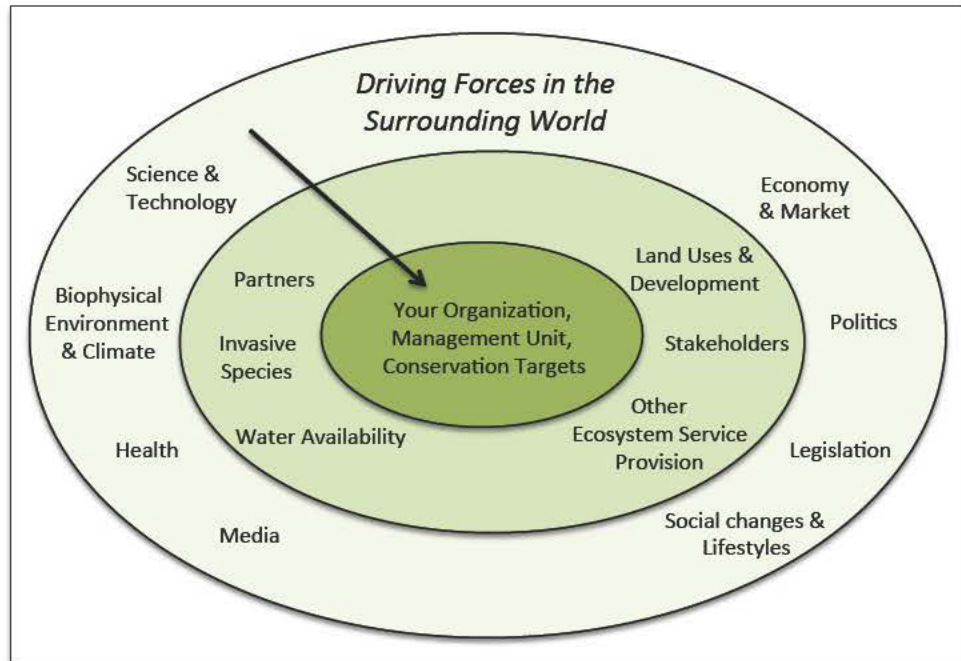 Driving Forces in the
Surrounding World
Science &
Technology
Economy
& Market
Partners
Land Uses &
Development
Biophysical
Environment
& Climate
Your Organization,
Management Unit,
Conservation Targets
Politics
Invasive
Species
Stakeholders
Water Availability
Other
Ecosystem Service
Provision
Health
Legislation
Media
Social changes &
Lifestyles